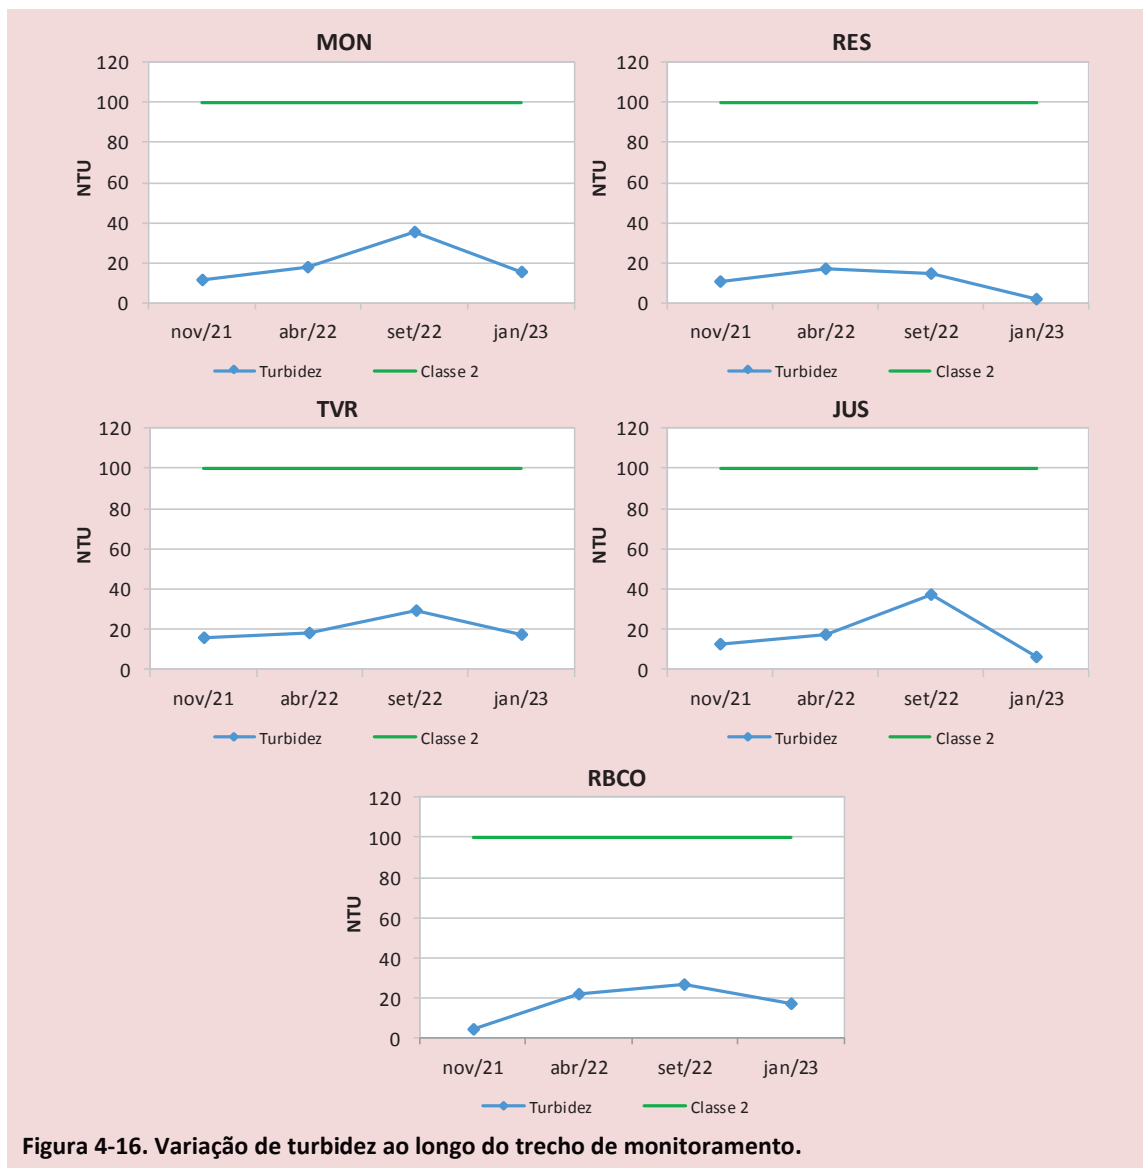 MON
120
100
80
60
40
20
0
NTU
nov/21 abr/22 set/22 jan/23
Turbidez Classe 2
RES
120
100
80
60
40
20
0
NTU
nov/21 abr/22 set/22 jan/23
Turbidez Classe 2
TVR
120
100
80
60
40
20
0
NTU
nov/21 abr/22 set/22 jan/23
Turbidez Classe 2
JUS
120
100
80
60
40
20
0
NTU
nov/21 abr/22 set/22 jan/23
Turbidez Classe 2
RBCO
120
100
80
60
40
20
0
NTU
nov/21 abr/22 set/22 jan/23
Turbidez Classe 2
Figura 4-16. Variação de turbidez ao longo do trecho de monitoramento.